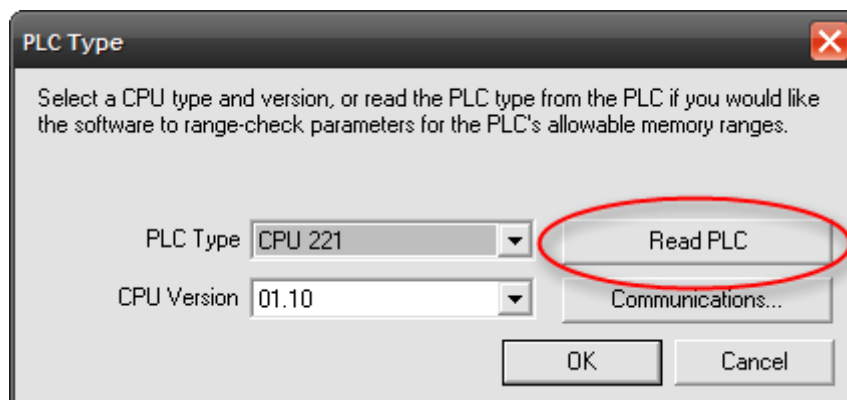 PLC Type
Select a CPU type and version, or read the PLC type from the PLC if you would like
the software to range-check parameters for the PLC's allowable memory ranges.
PLC Type CPU 221 Read PLC
CPU Version 01.10 Communications...
OK Cancel